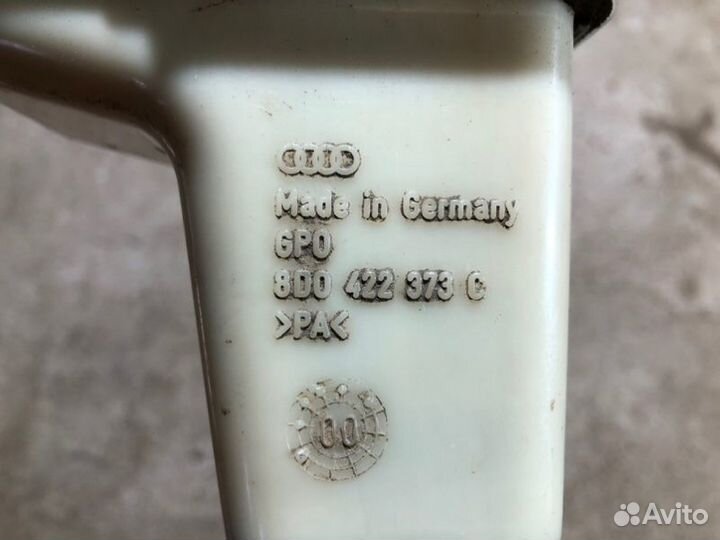 Made in Germany
GPO
8D0 422 373 C
>PA<
00
Avito